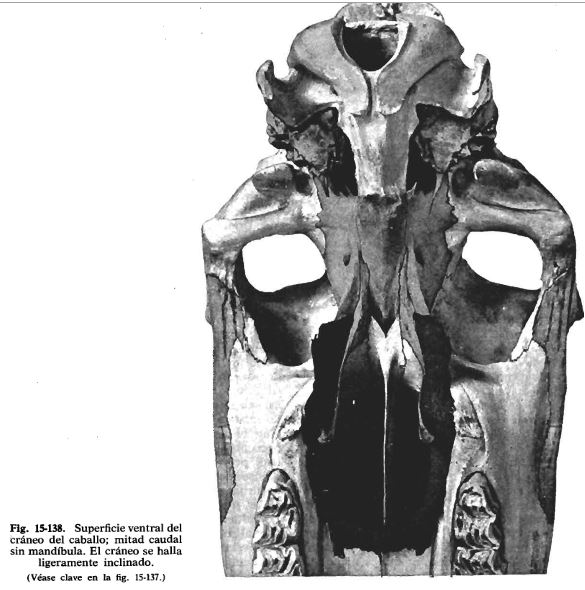 Fig. 15-138. Superficie ventral del
cráneo del caballo; mitad caudal
sin mandíbula. El cráneo se halla
ligeramente inclinado.
(Véase clave en la fig. 15-137.)